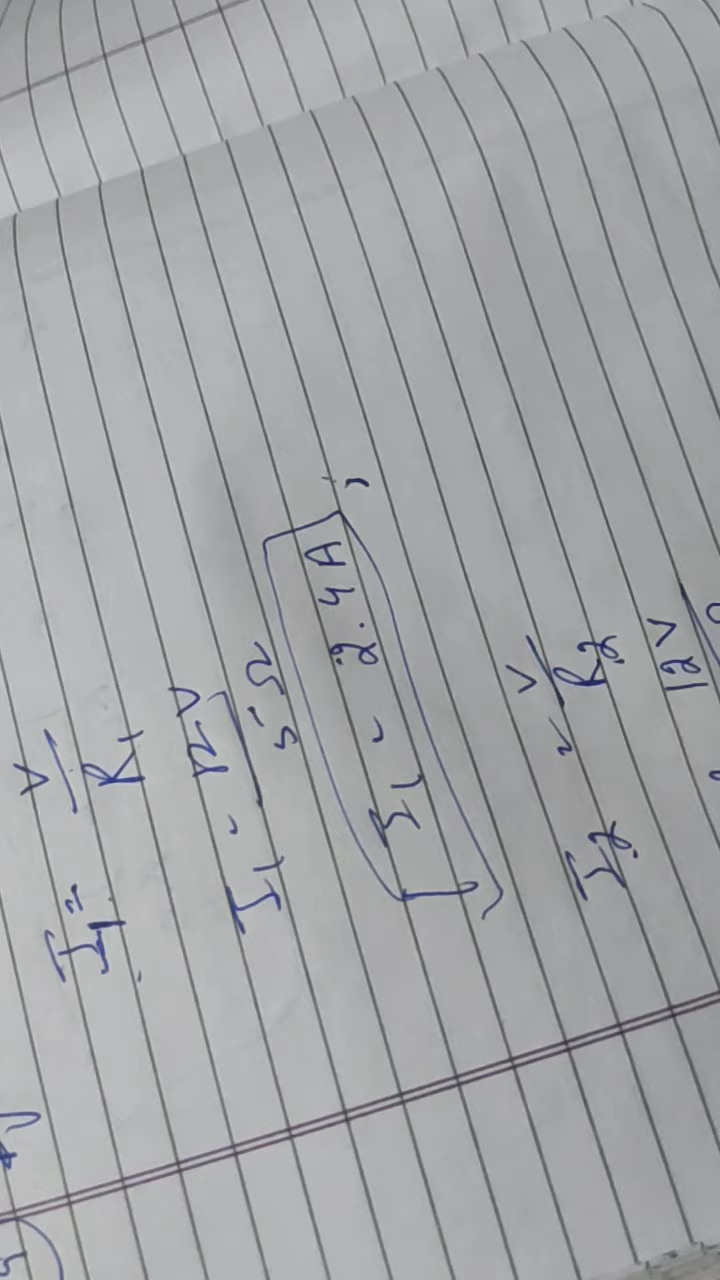 I₁ = V/R₁
I₁ = 12V/5Ω
I₁ = 2.4A
I₂ = V/R₂
12V